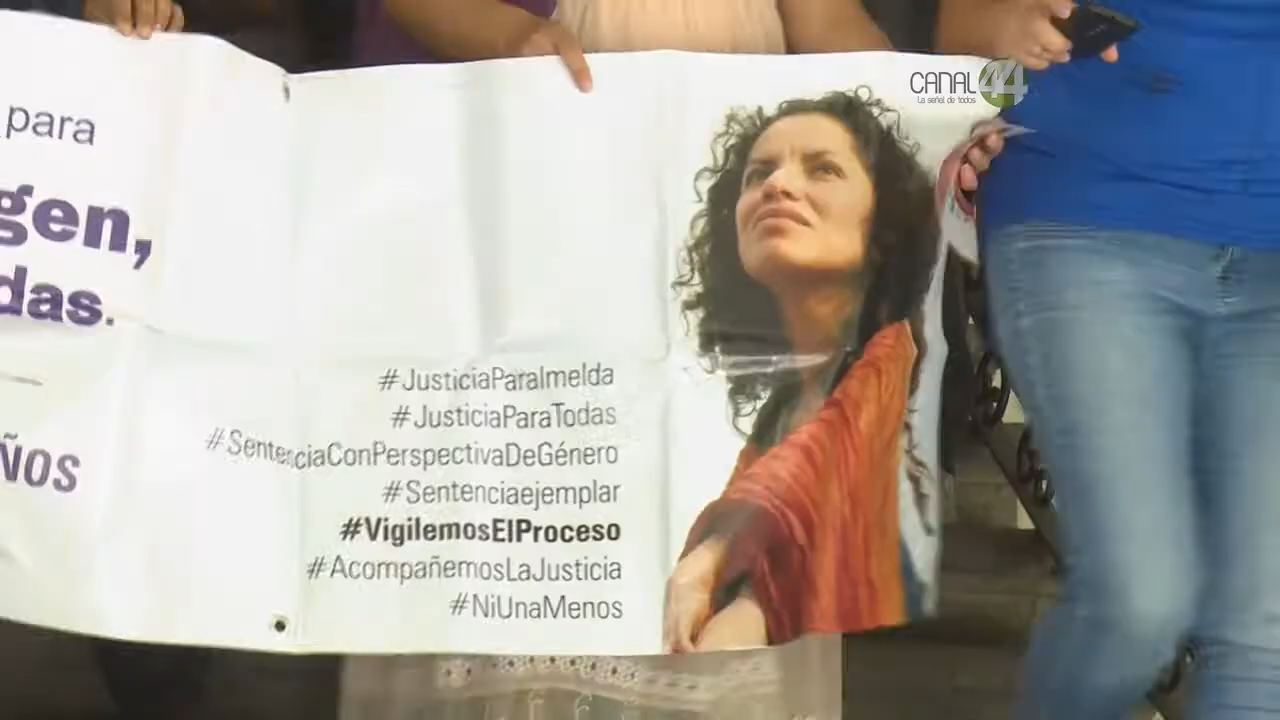 CANAL 44
La señal de todos
para
gen,
das.
ÑOS
#JusticiaParaImelda
#JusticiaParaTodas
#SentenciaConPerspectivaDeGénero
#Sentenciaejemplar
#VigilemosElProceso
#AcompañemosLaJusticia
#NiUnaMenos